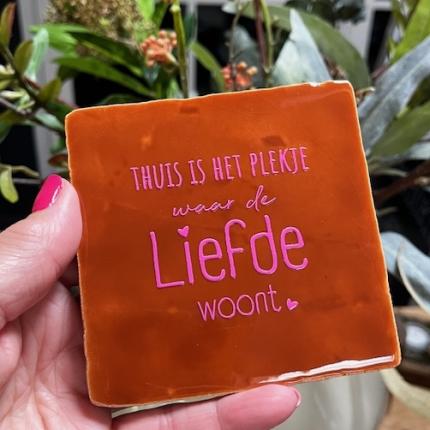 THUIS IS HET PLEKJE
waar de
Liefde
woont